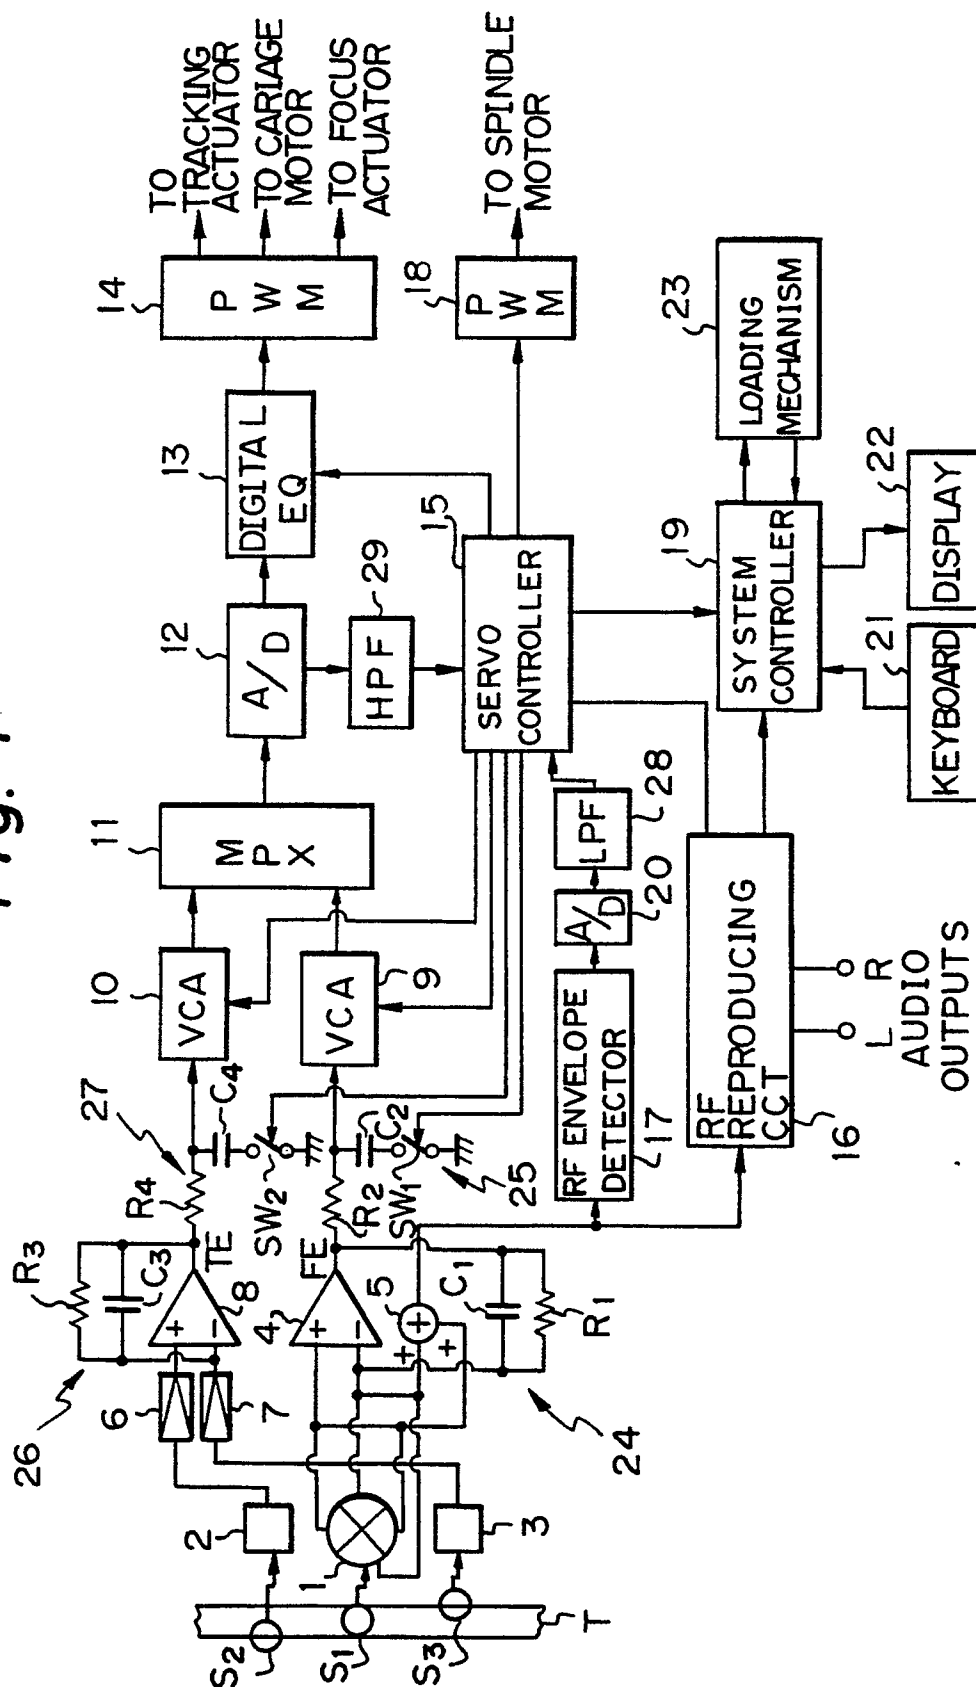 Fig. 1
TO
TRACKING
ACTUATOR
TO CARIAGE
MOTOR
TO FOCUS
ACTUATOR
14
P W M
13
DIGITAL
EQ
12
A/D
29
HPF
11
M P X
10
VCA
VCA
9
27
R4
C4
SW2
26
R3
C3
TE
8
+
−
6
7
FE
4
+
−
R2
C2
SW1
25
5
+
+
+
C1
R1
24
2
1
3
S2
S1
S3
T
15
SERVO
CONTROLLER
TO SPINDLE
MOTOR
18
P W M
RF ENVELOPE
DETECTOR
17
A/D
20
LPF
28
RF
REPRODUCING
CCT
16
L
R
AUDIO
OUTPUTS
19
SYSTEM
CONTROLLER
23
LOADING
MECHANISM
21
KEYBOARD
22
DISPLAY